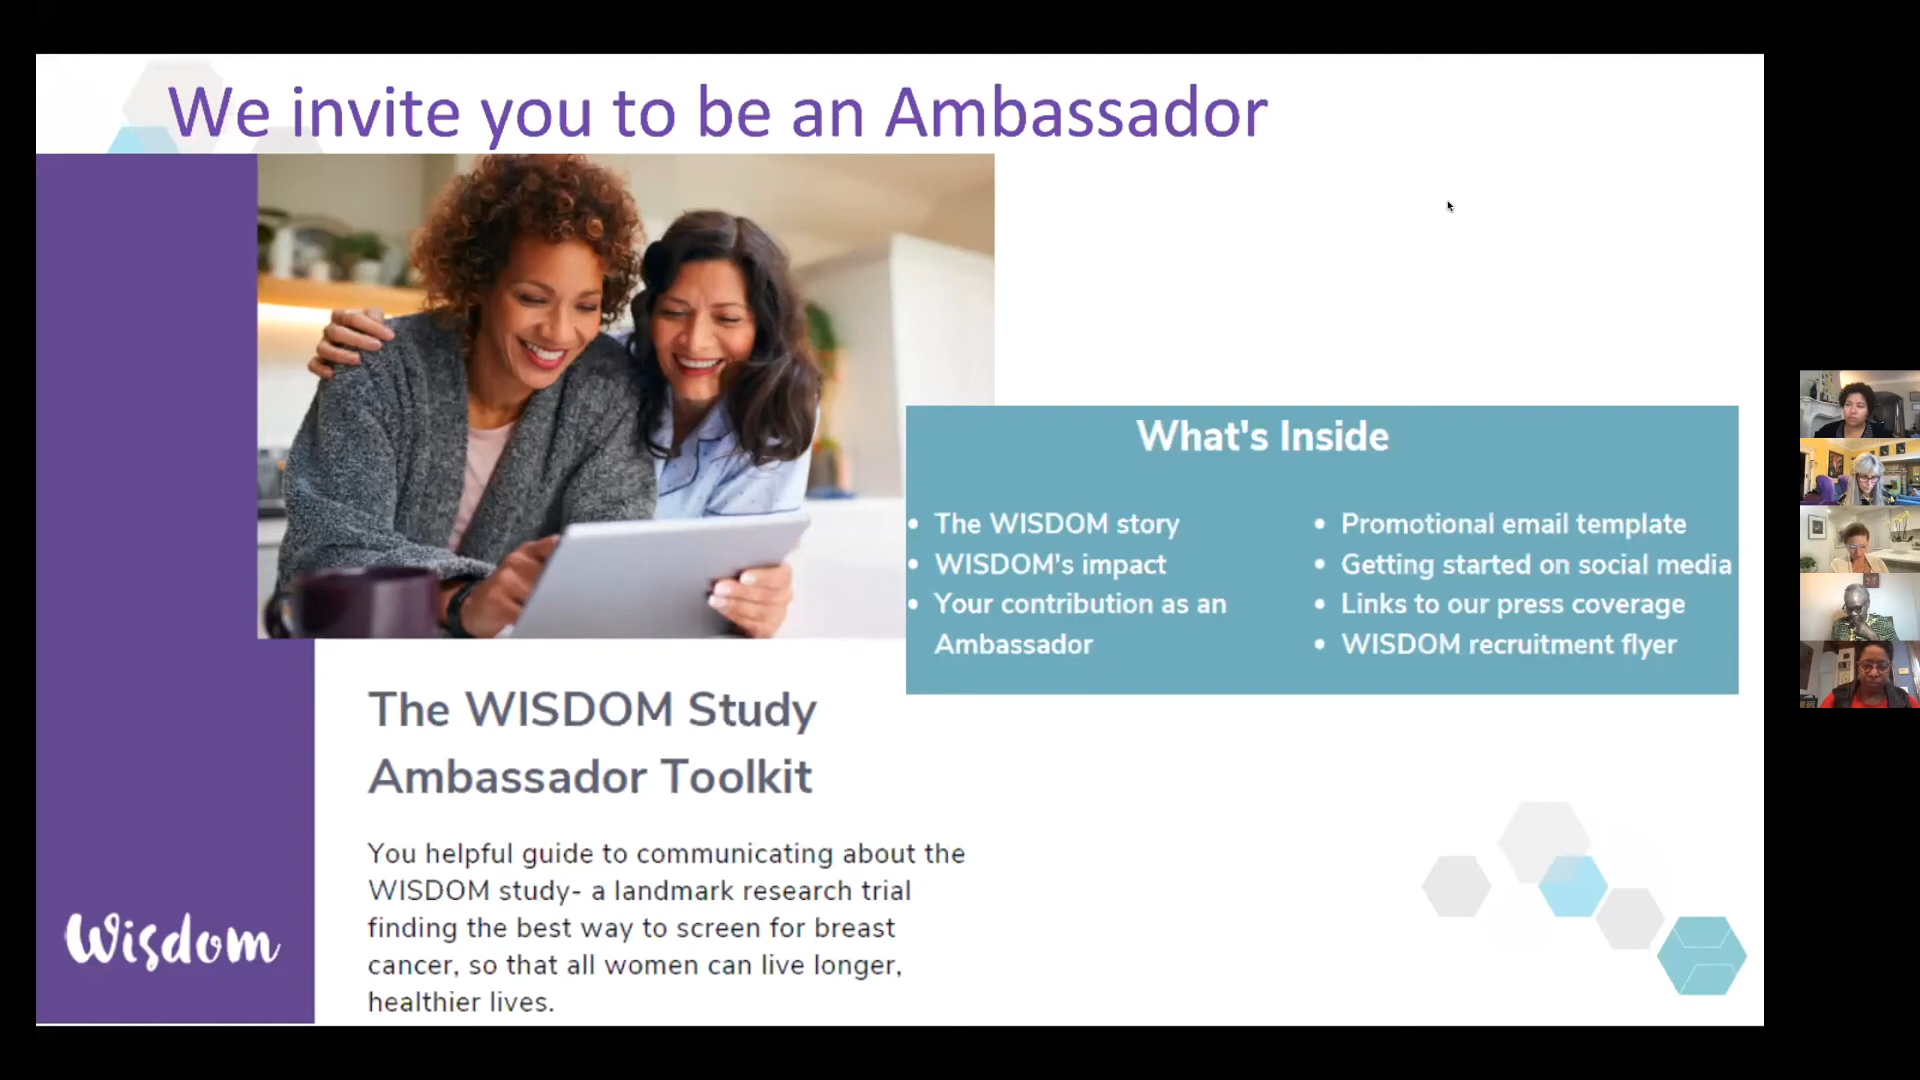 We invite you to be an Ambassador
What's Inside
The WISDOM story
WISDOM's impact
Your contribution as an
Ambassador
Promotional email template
Getting started on social media
Links to our press coverage
WISDOM recruitment flyer
The WISDOM Study
Ambassador Toolkit
You helpful guide to communicating about the
WISDOM study- a landmark research trial
finding the best way to screen for breast
cancer, so that all women can live longer,
healthier lives.
Wisdom